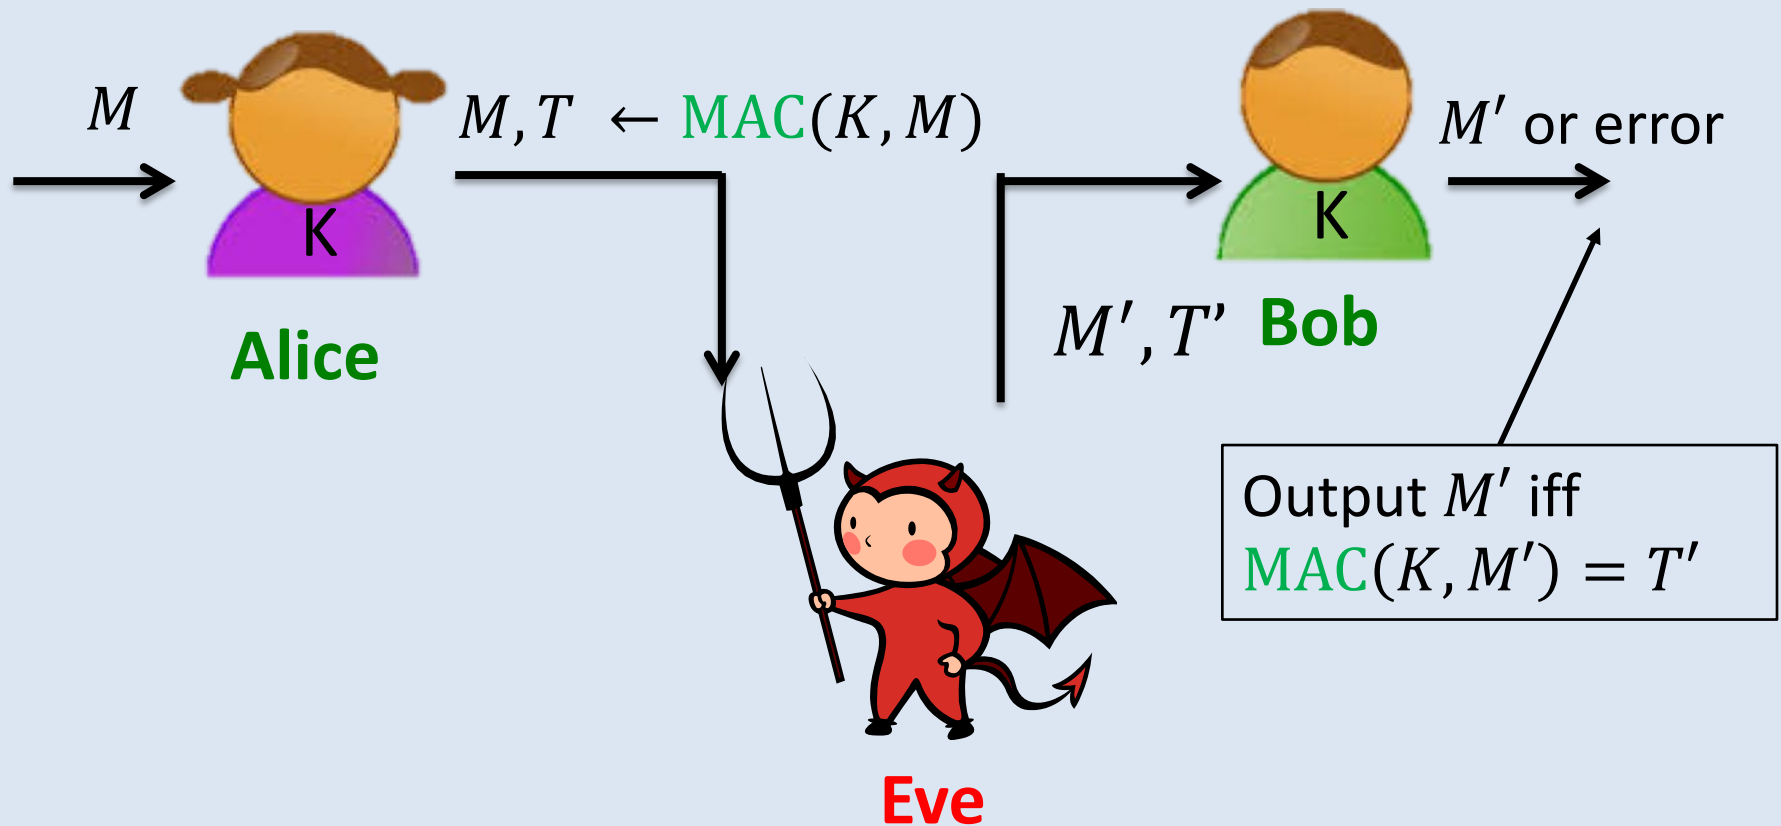 M
M, T ← MAC(K, M)
M′ or error
K
K
Alice
M′, T’
Bob
Output M′ iff
MAC(K, M′) = T′
Eve